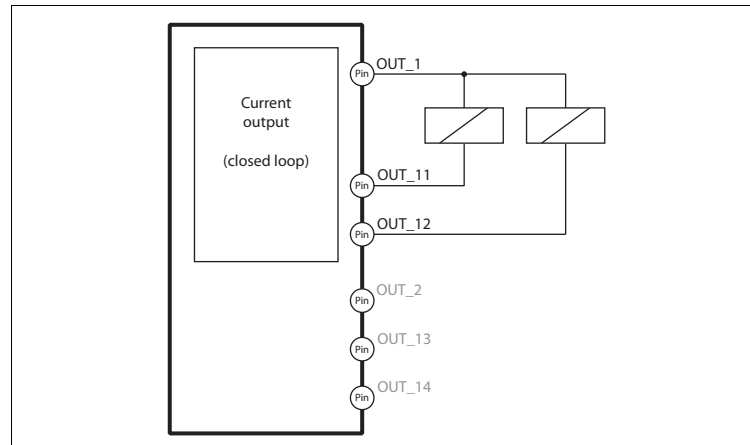 Current
output
(closed loop)
Pin OUT_1
Pin OUT_11
Pin OUT_12
Pin OUT_2
Pin OUT_13
Pin OUT_14